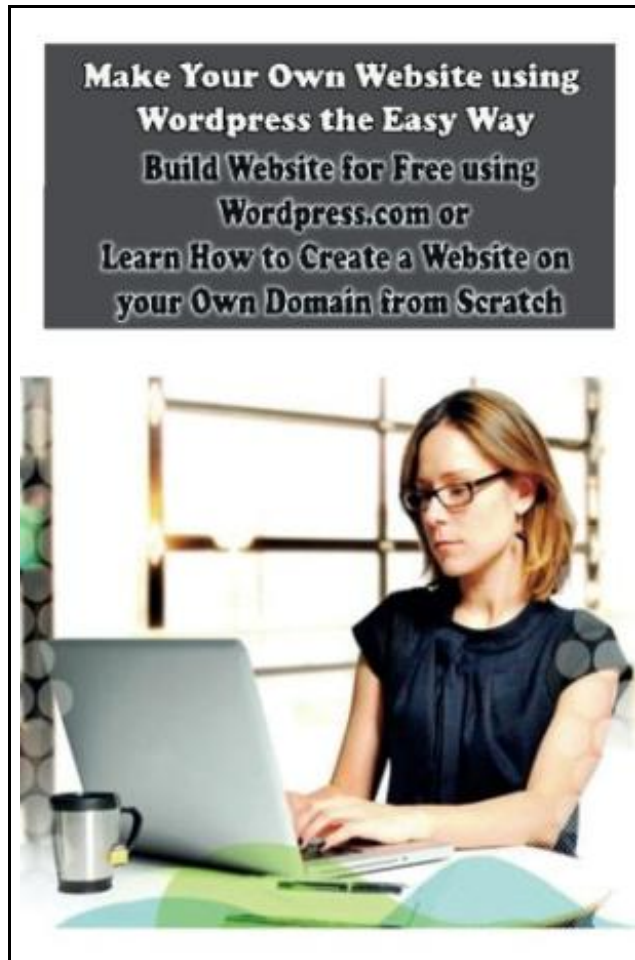 Make Your Own Website using
Wordpress the Easy Way
Build Website for Free using
Wordpress.com or
Learn How to Create a Website on
your Own Domain from Scratch